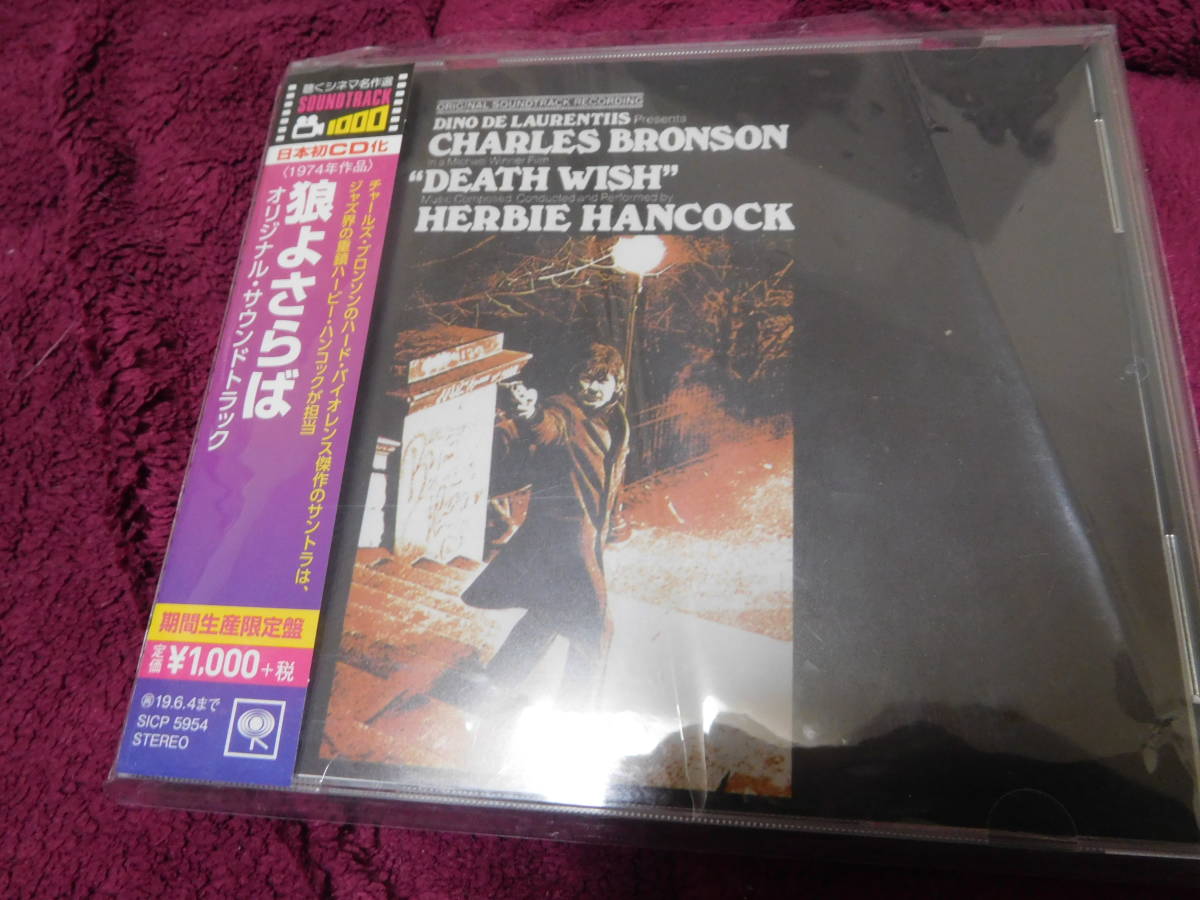 聴くシネマ名作選
SOUNDTRACK
1000
日本初CD化
〈1974年作品〉
狼よさらば
オリジナル・サウンドトラック
チャールズ・ブロンソンのハード・バイオレンス傑作のサントラは、
ジャズ界の重鎮ハービー・ハンコックが担当
期間生産限定盤
定価 ¥1,000+税
㊢19.6.4まで
SICP 5954
STEREO
ORIGINAL SOUNDTRACK RECORDING
DINO DE LAURENTIIS Presents
CHARLES BRONSON
In a Michael Winner Film
"DEATH WISH"
Music Composed, Conducted and Performed by
HERBIE HANCOCK